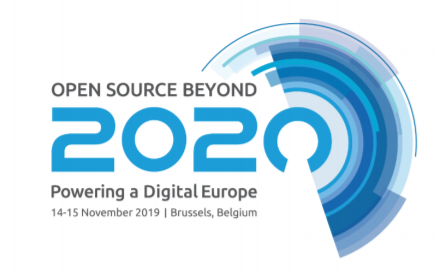 OPEN SOURCE BEYOND
2020
Powering a Digital Europe
14-15 November 2019 | Brussels, Belgium